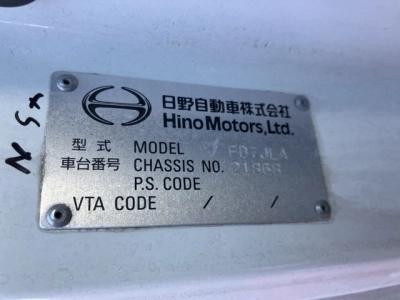 日野自動車株式会社
Hino Motors, Ltd.
型式 MODEL FD7JLA
車台番号 CHASSIS NO. 21868
P.S. CODE
VTA CODE / /